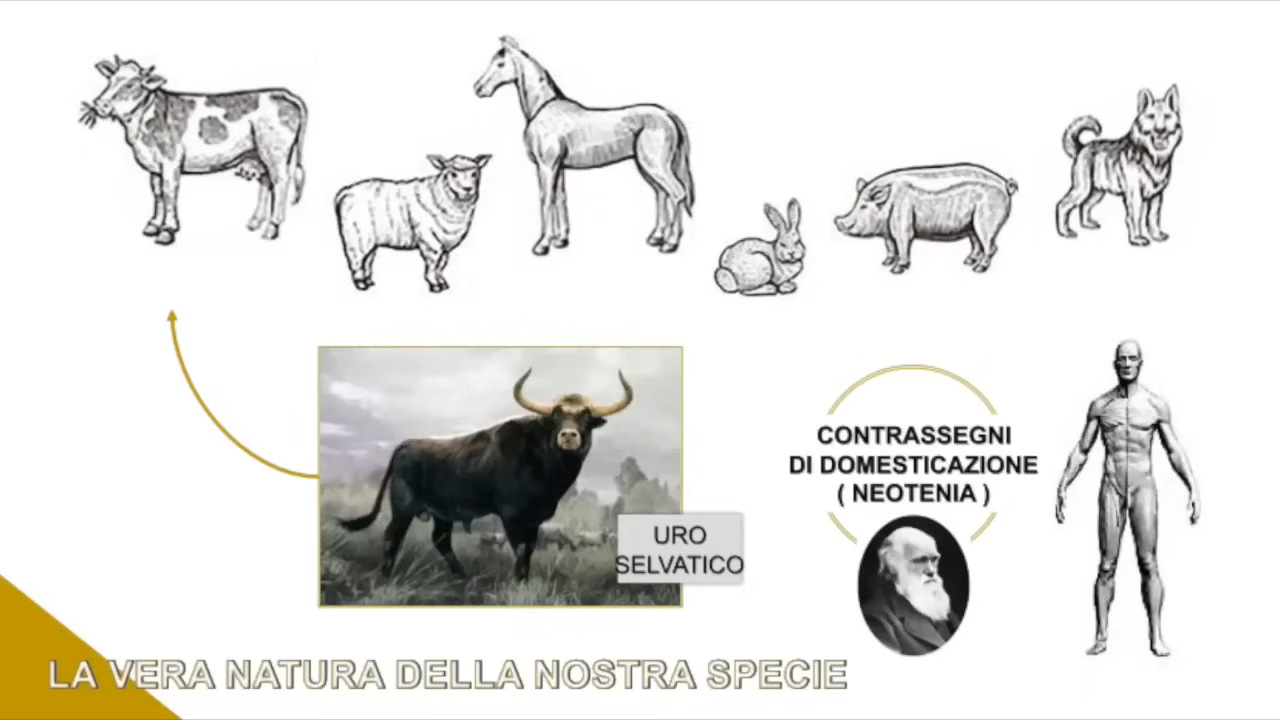 URO
SELVATICO
CONTRASSEGNI
DI DOMESTICAZIONE
( NEOTENIA )
LA VERA NATURA DELLA NOSTRA SPECIE